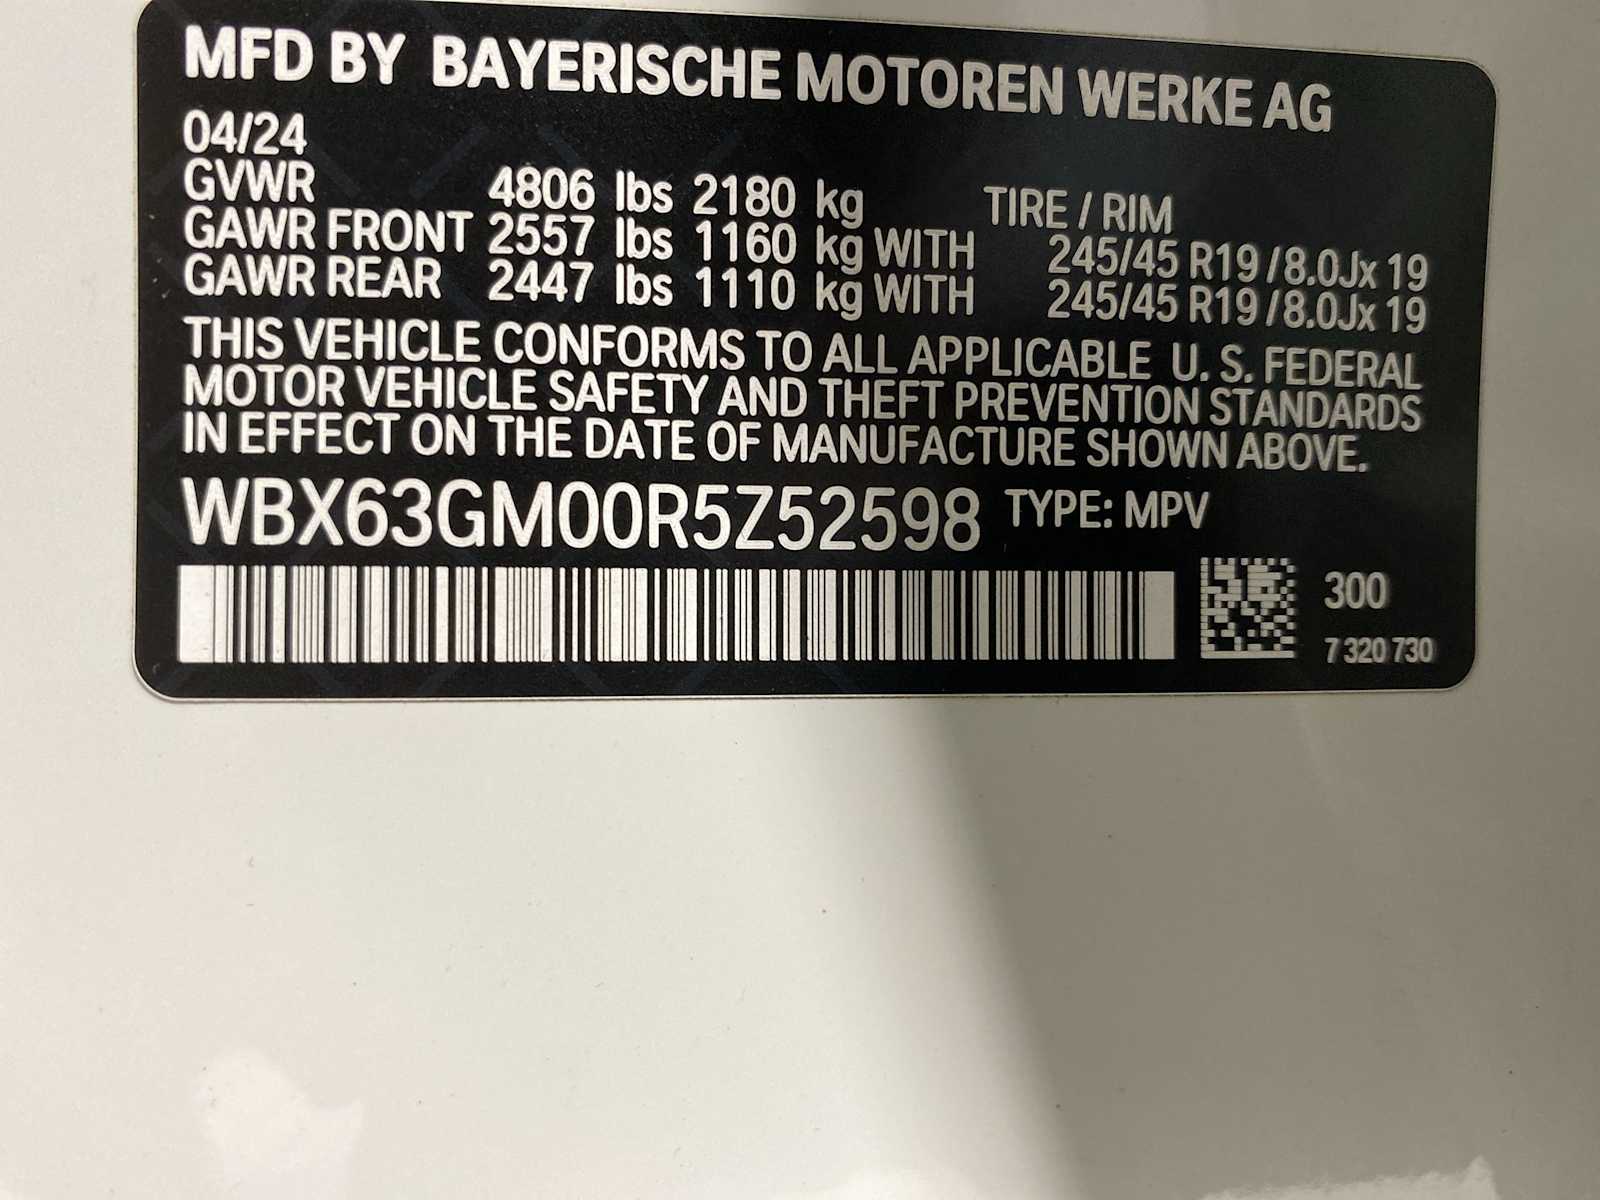 MFD BY BAYERISCHE MOTOREN WERKE AG
04/24
GVWR 4806 lbs 2180 kg TIRE / RIM
GAWR FRONT 2557 lbs 1160 kg WITH 245/45 R19 / 8.0Jx 19
GAWR REAR 2447 lbs 1110 kg WITH 245/45 R19 / 8.0Jx 19
THIS VEHICLE CONFORMS TO ALL APPLICABLE U. S. FEDERAL
MOTOR VEHICLE SAFETY AND THEFT PREVENTION STANDARDS
IN EFFECT ON THE DATE OF MANUFACTURE SHOWN ABOVE.
WBX63GM00R5Z52598 TYPE: MPV
300
7 320 730